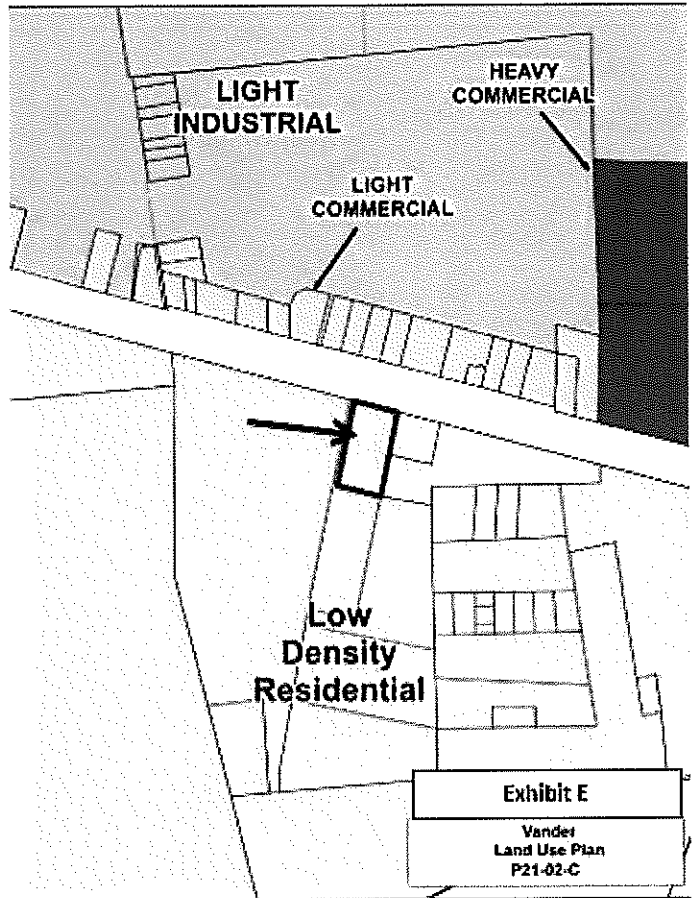 LIGHT
INDUSTRIAL
HEAVY
COMMERCIAL
LIGHT
COMMERCIAL
Low
Density
Residential
Exhibit E
Vander
Land Use Plan
P21-02-C